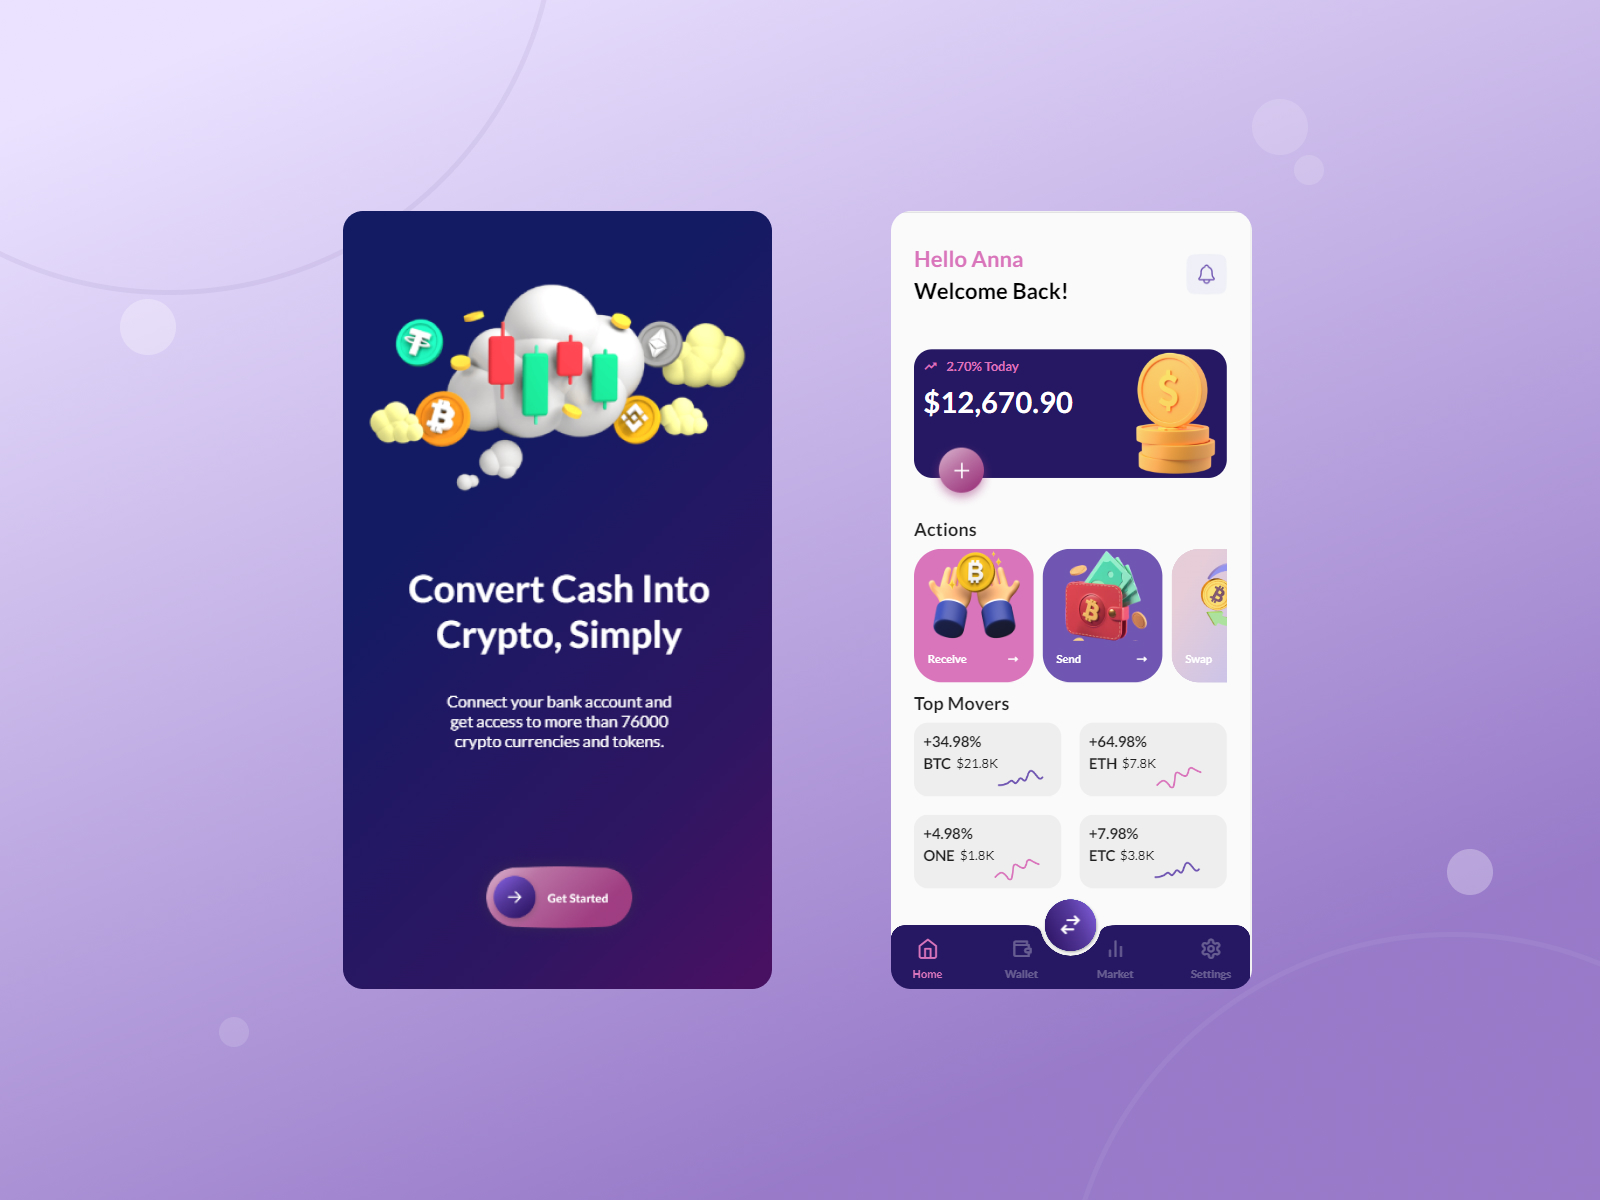 Convert Cash Into
Crypto, Simply
Connect your bank account and
get access to more than 76000
crypto currencies and tokens.
Get Started
Hello Anna
Welcome Back!
2.70% Today
$12,670.90
Actions
Receive
Send
Swap
Top Movers
+34.98%
BTC $21.8K
+64.98%
ETH $7.8K
+4.98%
ONE $1.8K
+7.98%
ETC $3.8K
Home
Wallet
Market
Settings